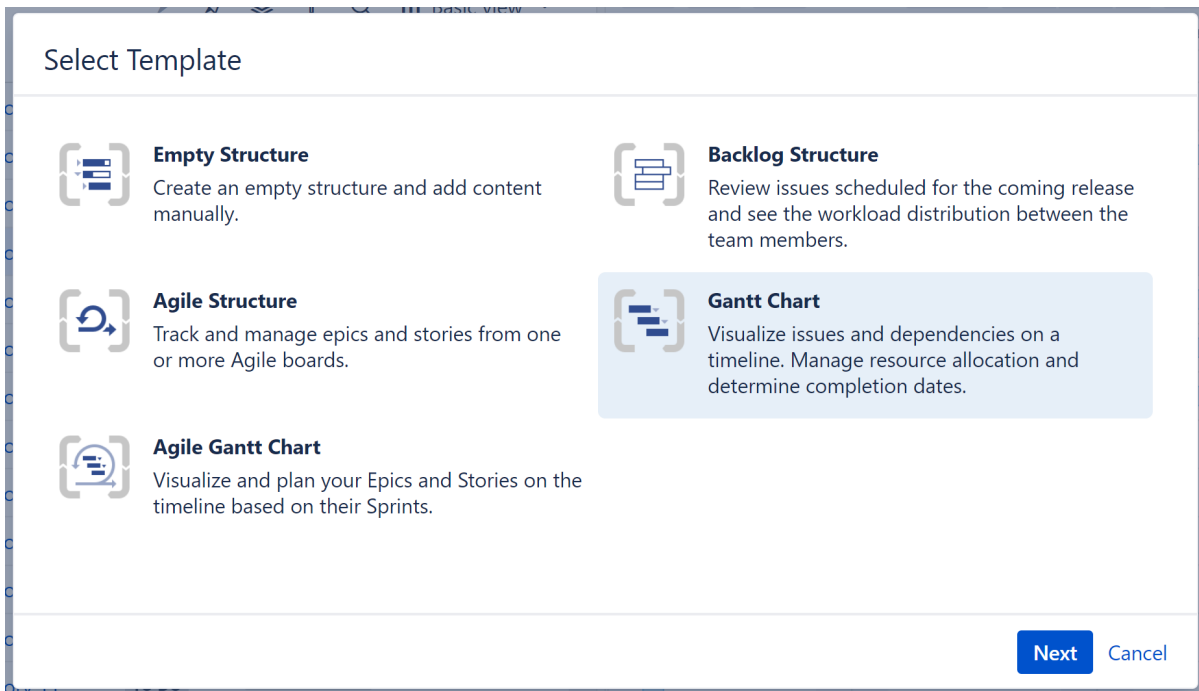 Basic View
Select Template
Empty Structure
Create an empty structure and add content
manually.
Backlog Structure
Review issues scheduled for the coming release
and see the workload distribution between the
team members.
Agile Structure
Track and manage epics and stories from one
or more Agile boards.
Gantt Chart
Visualize issues and dependencies on a
timeline. Manage resource allocation and
determine completion dates.
Agile Gantt Chart
Visualize and plan your Epics and Stories on the
timeline based on their Sprints.
Next Cancel